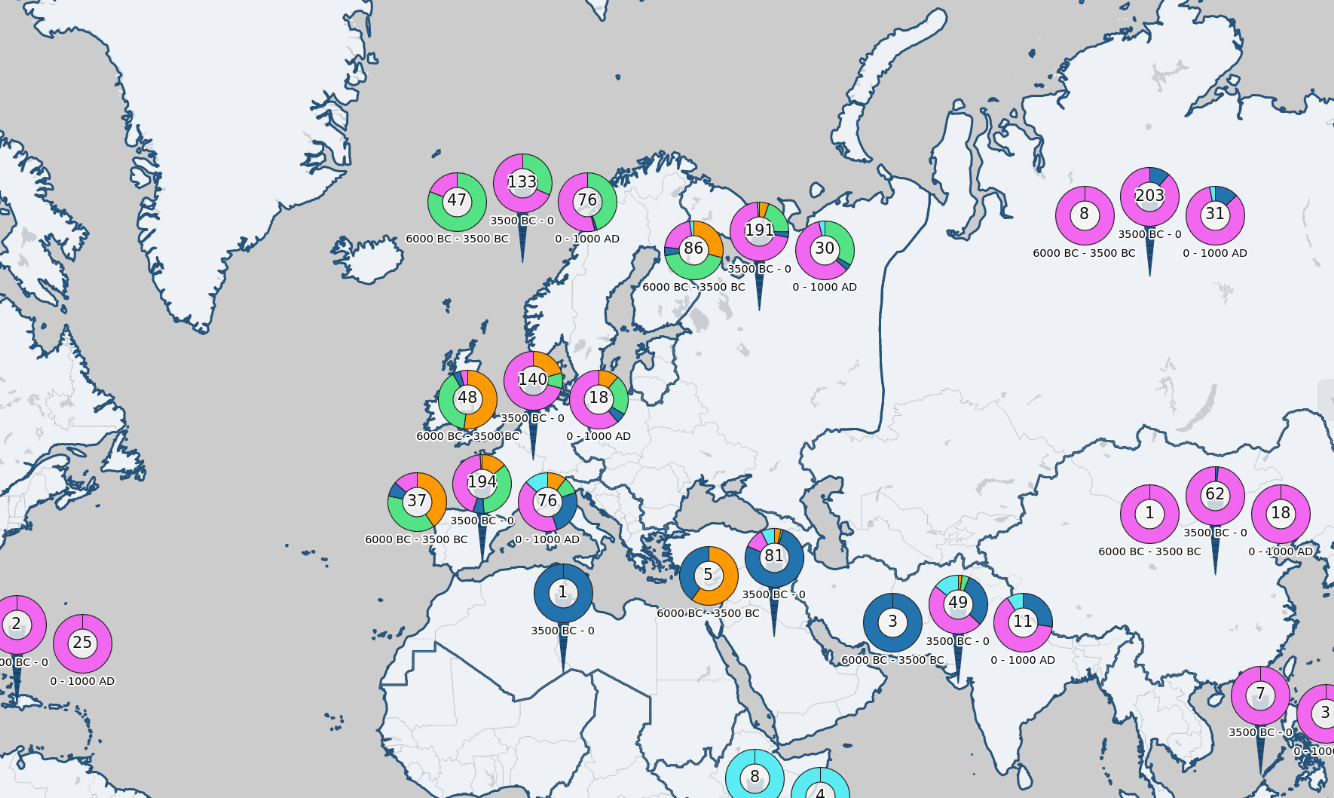 47
6000 BC - 3500 BC
133
3500 BC - 0
76
0 - 1000 AD
86
6000 BC - 3500 BC
191
3500 BC - 0
30
0 - 1000 AD
8
6000 BC - 3500 BC
203
3500 BC - 0
31
0 - 1000 AD
48
6000 BC - 3500 BC
140
3500 BC - 0
18
0 - 1000 AD
37
6000 BC - 3500 BC
194
3500 BC - 0
76
0 - 1000 AD
1
6000 BC - 3500 BC
62
3500 BC - 0
18
0 - 1000 AD
1
3500 BC - 0
5
6000 BC - 3500 BC
81
3500 BC - 0
3
6000 BC - 3500 BC
49
3500 BC - 0
11
0 - 1000 AD
2
00 BC - 0
25
0 - 1000 AD
7
3500 BC - 0
3
0 - 100
8
4